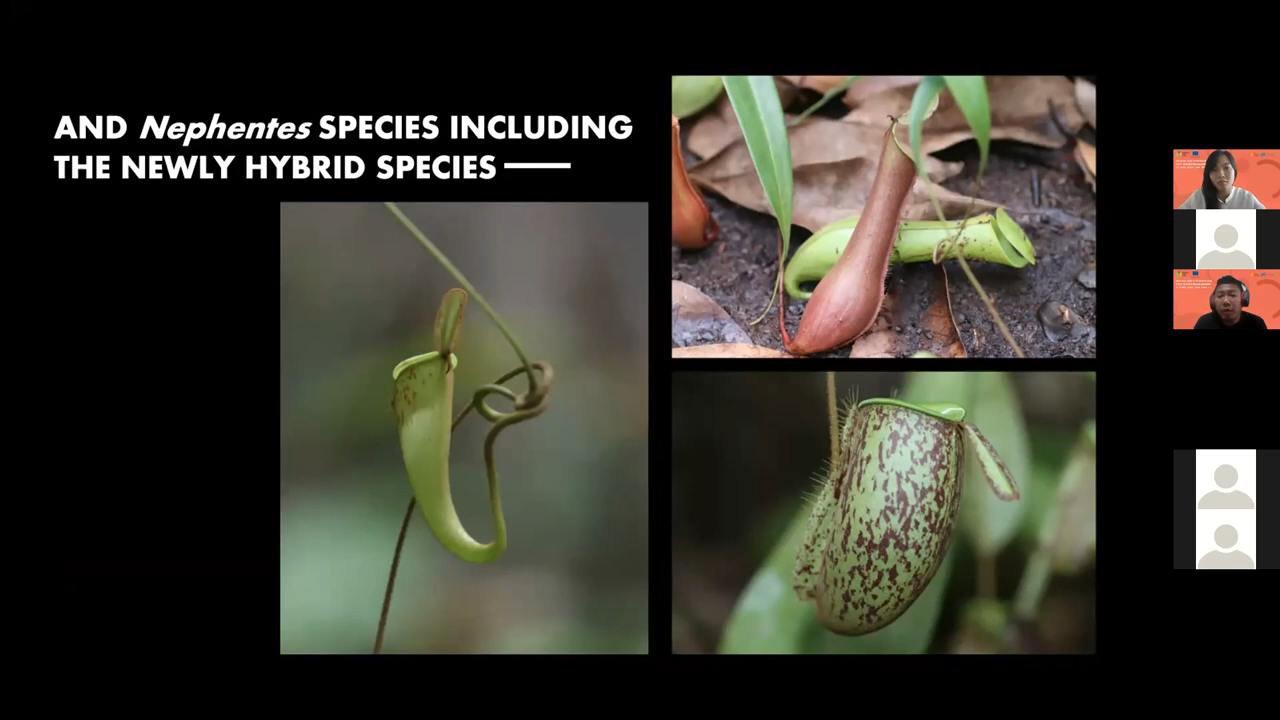 AND Nephentes SPECIES INCLUDING
THE NEWLY HYBRID SPECIES